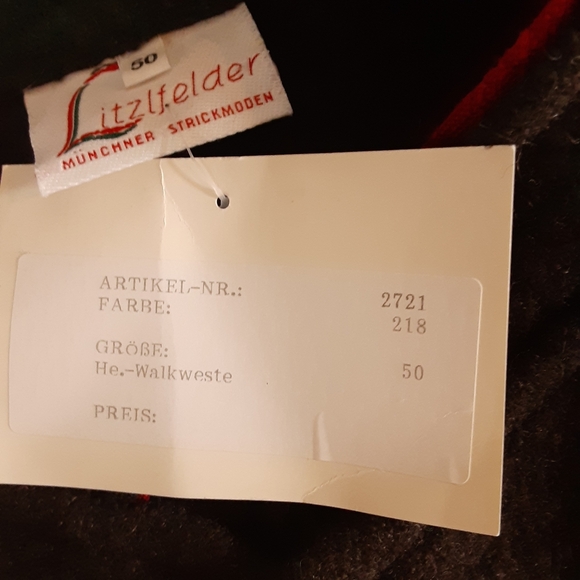 50
Litzlfelder
MÜNCHNER STRICKMODEN
ARTIKEL-NR.: 2721
FARBE: 218
GRÖßE:
He.-Walkweste 50
PREIS: